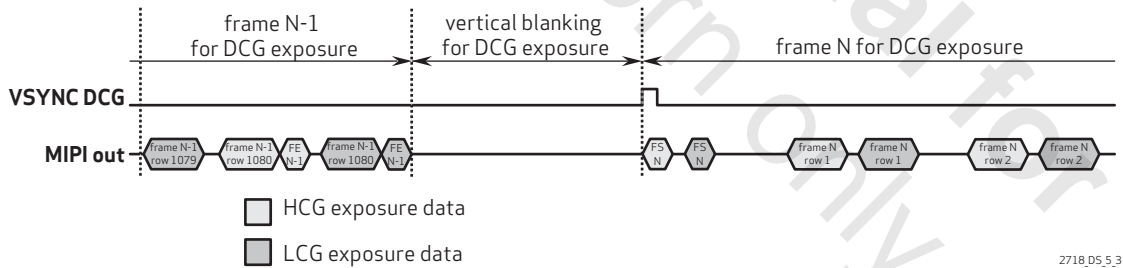 frame N-1
for DCG exposure
vertical blanking
for DCG exposure
frame N for DCG exposure
VSYNC DCG
MIPI out
frame N-1
row 1079
frame N-1
row 1080
FE
N-1
frame N-1
row 1080
FE
N-1
FS
N
FS
N
frame N
row 1
frame N
row 1
frame N
row 2
frame N
row 2
HCG exposure data
LCG exposure data
2718_DS_5_3
for
only